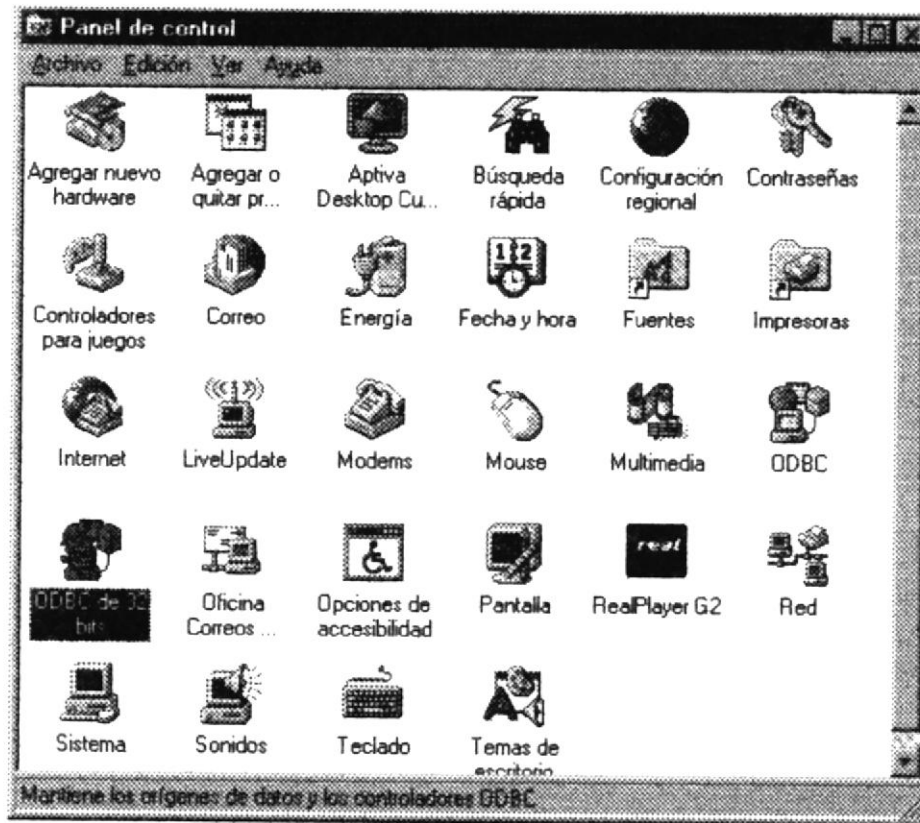 Panel de control
Archivo Edición Ver Ayuda
Agregar nuevo hardware
Agregar o quitar pr...
Aptiva Desktop Cu...
Búsqueda rápida
Configuración regional
Contraseñas
Controladores para juegos
Correo
Energía
12
Fecha y hora
Fuentes
Impresoras
Internet
LiveUpdate
Modems
Mouse
Multimedia
ODBC
ODBC de 32 bits
Oficina Correos ...
Opciones de accesibilidad
Pantalla
real
RealPlayer G2
Red
Sistema
Sonidos
Teclado
A
Temas de escritorio
Mantiene los orígenes de datos y los controladores ODBC